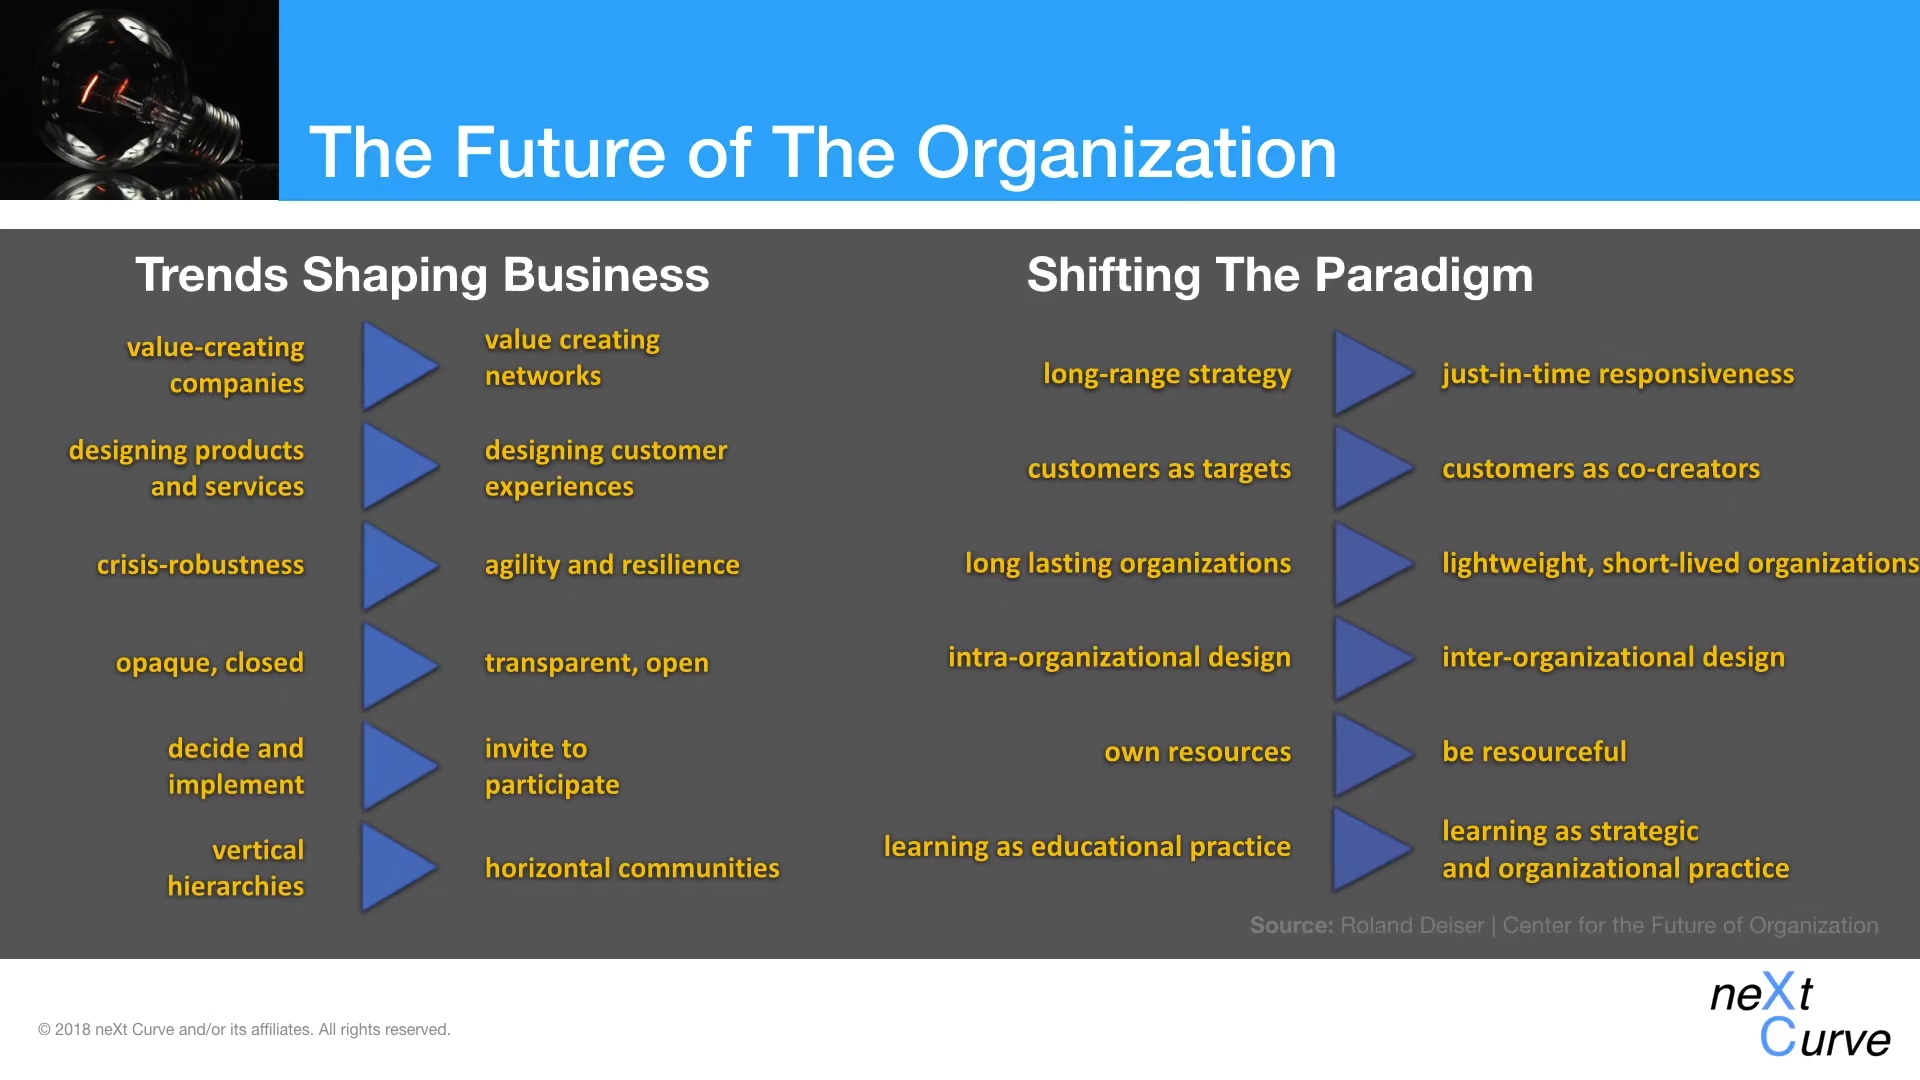 The Future of The Organization
Trends Shaping Business
value-creating
companies
value creating
networks
designing products
and services
designing customer
experiences
crisis-robustness
agility and resilience
opaque, closed
transparent, open
decide and
implement
invite to
participate
vertical
hierarchies
horizontal communities
Shifting The Paradigm
long-range strategy
just-in-time responsiveness
customers as targets
customers as co-creators
long lasting organizations
lightweight, short-lived organizations
intra-organizational design
inter-organizational design
own resources
be resourceful
learning as educational practice
learning as strategic
and organizational practice
Source: Roland Deiser | Center for the Future of Organization
© 2018 neXt Curve and/or its affiliates. All rights reserved.
neXt
Curve